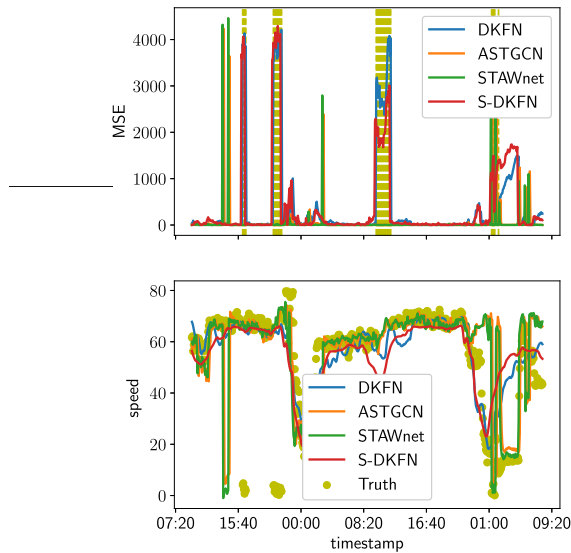 4000
3000
2000
1000
0
MSE
DKFN
ASTGCN
STAWnet
S-DKFN
80
60
40
20
0
speed
DKFN
ASTGCN
STAWnet
S-DKFN
Truth
07:20 15:40 00:00 08:20 16:40 01:00 09:20
timestamp